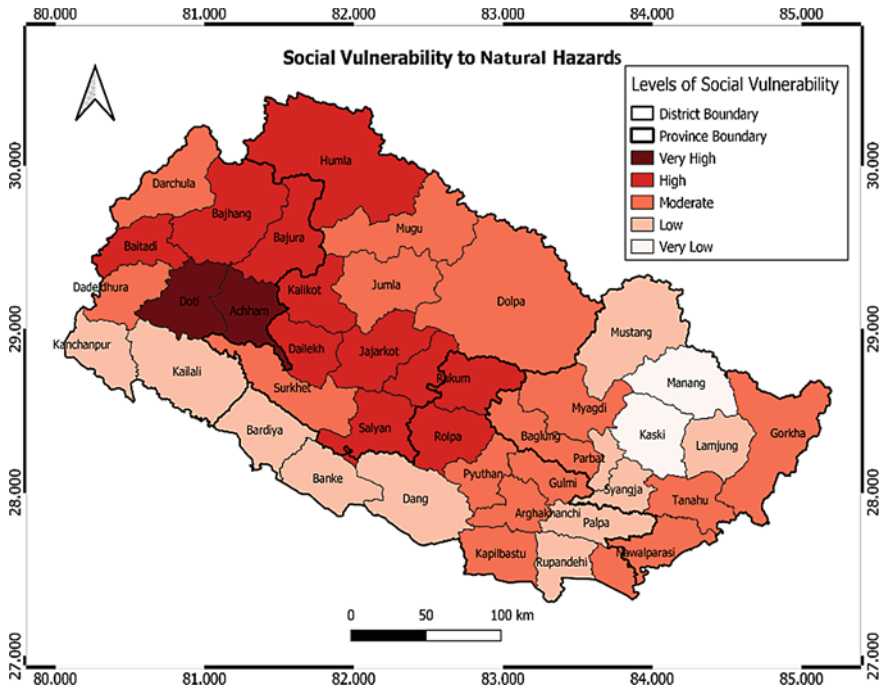 80.000 81.000 82.000 83.000 84.000 85.000
Social Vulnerability to Natural Hazards
Levels of Social Vulnerability
District Boundary
Province Boundary
Very High
High
Moderate
Low
Very Low
30.000 30.000
Humla
Darchula
Bajhang
Mugu
Baitadi
Bajura
Dadeldhura
Doti
Achham
Kalikot
Jumla
Dolpa
29.000 29.000
Mustang
Kanchanpur
Kailali
Dailekh
Jajarkot
Rukum
Manang
Surkhet
Myagdi
Bardiya
Salyan
Rolpa
Baglung
Kaski
Lamjung
Gorkha
Parbat
Banke
Dang
Pyuthan
Gulmi
Syangja
Tanahu
28.000 28.000
Arghakhanchi
Palpa
Kapilbastu
Rupandehi
Nawalparasi
0 50 100 km
27.000 27.000
80.000 81.000 82.000 83.000 84.000 85.000